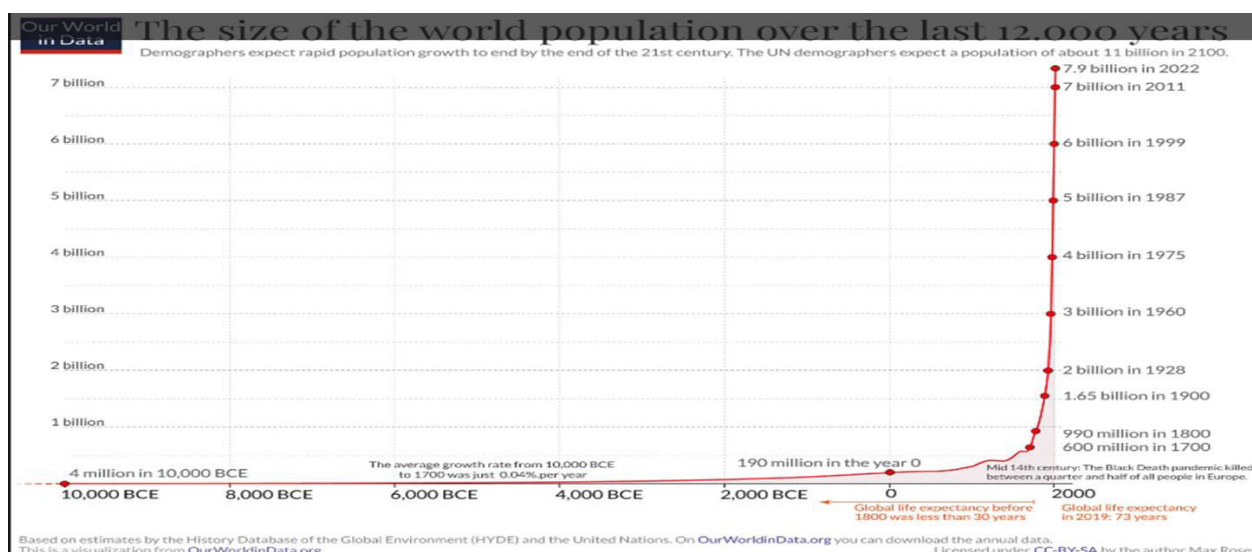 Our World
in Data
The size of the world population over the last 12.000 years
Demographers expect rapid population growth to end by the end of the 21st century. The UN demographers expect a population of about 11 billion in 2100.
7.9 billion in 2022
7 billion
7 billion in 2011
6 billion
6 billion in 1999
5 billion
5 billion in 1987
4 billion
4 billion in 1975
3 billion
3 billion in 1960
2 billion
2 billion in 1928
1.65 billion in 1900
1 billion
990 million in 1800
600 million in 1700
4 million in 10,000 BCE
The average growth rate from 10,000 BCE
to 1700 was just 0.04% per year
190 million in the year 0
Mid 14th century: The Black Death pandemic killed
between a quarter and half of all people in Europe.
10,000 BCE
8,000 BCE
6,000 BCE
4,000 BCE
2,000 BCE
0
2000
Global life expectancy before
1800 was less than 30 years
Global life expectancy
in 2019: 73 years
Based on estimates by the History Database of the Global Environment (HYDE) and the United Nations. On OurWorldinData.org you can download the annual data.
This is a visualization from OurWorldinData.org
Licensed under CC-BY-SA by the author Max Rose